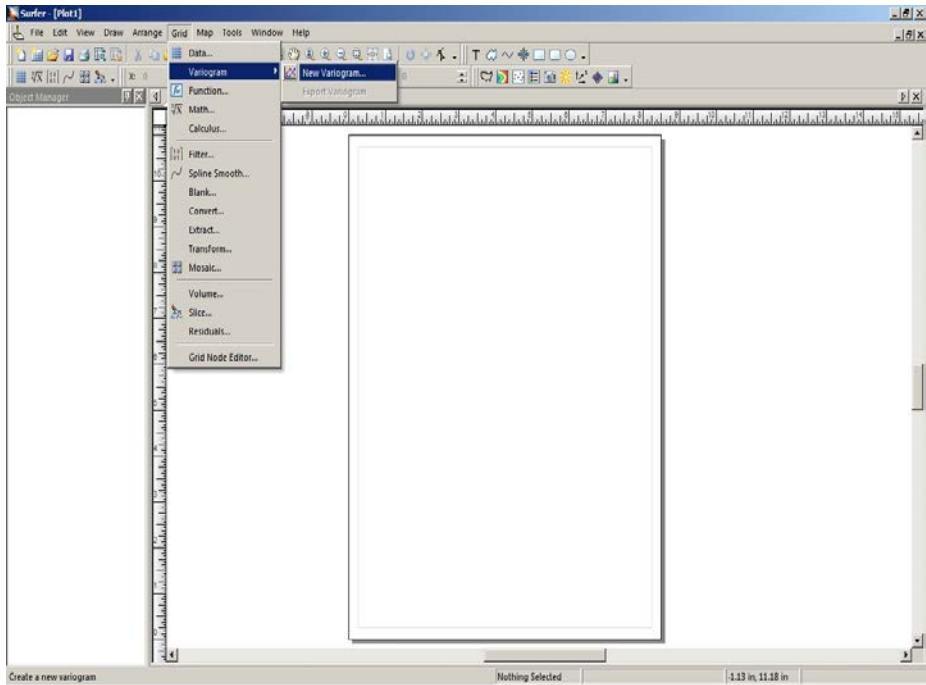 Surfer - [Plot1]
File Edit View Draw Arrange Grid Map Tools Window Help
Data...
Variogram
New Variogram...
Function...
Export Variogram
Object Manager
Math...
Calculus...
Filter...
Spline Smooth...
Blank...
Convert...
Extract...
Transform...
Mosaic...
Volume...
Slice...
Residuals...
Grid Node Editor...
Create a new variogram
Nothing Selected
-1.13 in, 11.18 in